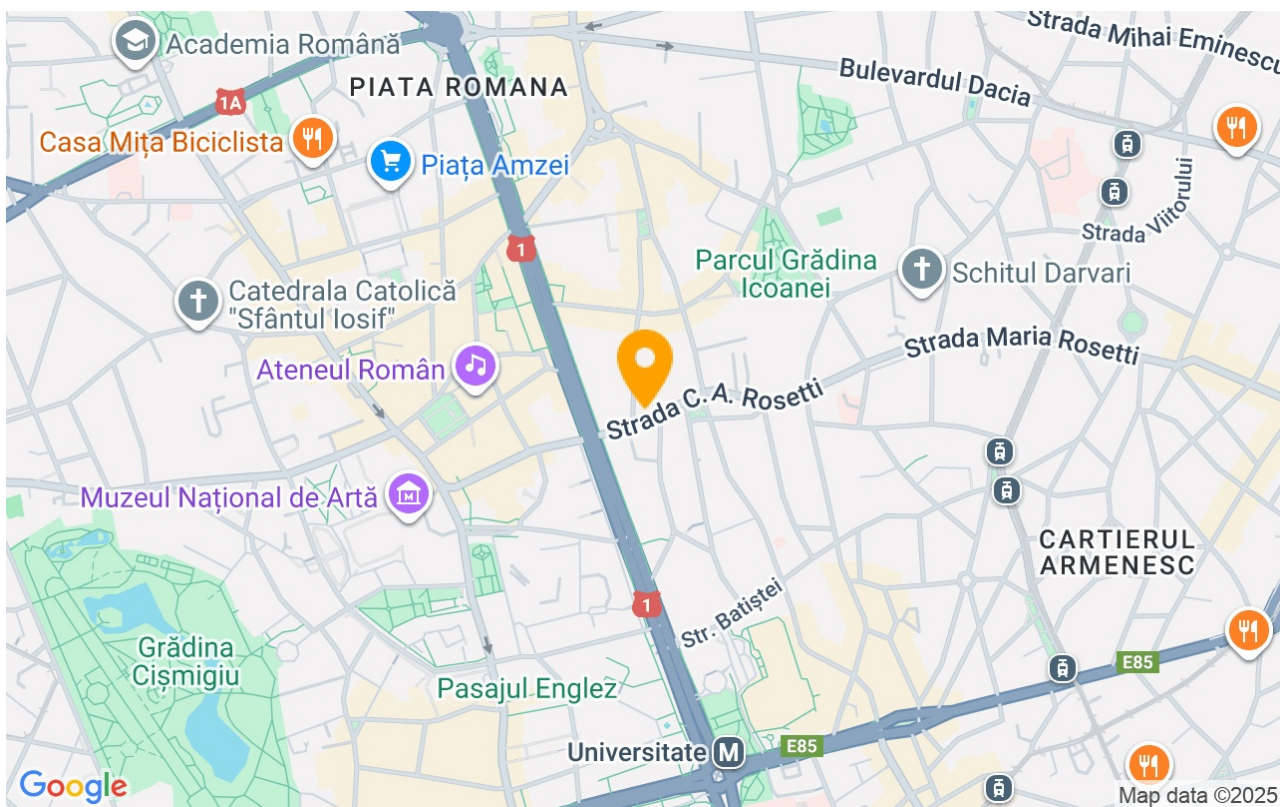 Strada Mihai Eminescu
Academia Română
Bulevardul Dacia
PIATA ROMANA
1A
Casa Mița Biciclista
Piața Amzei
Strada Viitorului
1
Parcul Grădina
Icoanei
Schitul Darvari
Catedrala Catolică
"Sfântul Iosif"
Strada Maria Rosetti
Ateneul Român
Strada C. A. Rosetti
Muzeul Național de Artă
M
CARTIERUL
ARMENESC
1
Str. Batiștei
Grădina
Cișmigiu
E85
Pasajul Englez
Universitate
M
E85
Google
Map data ©2025